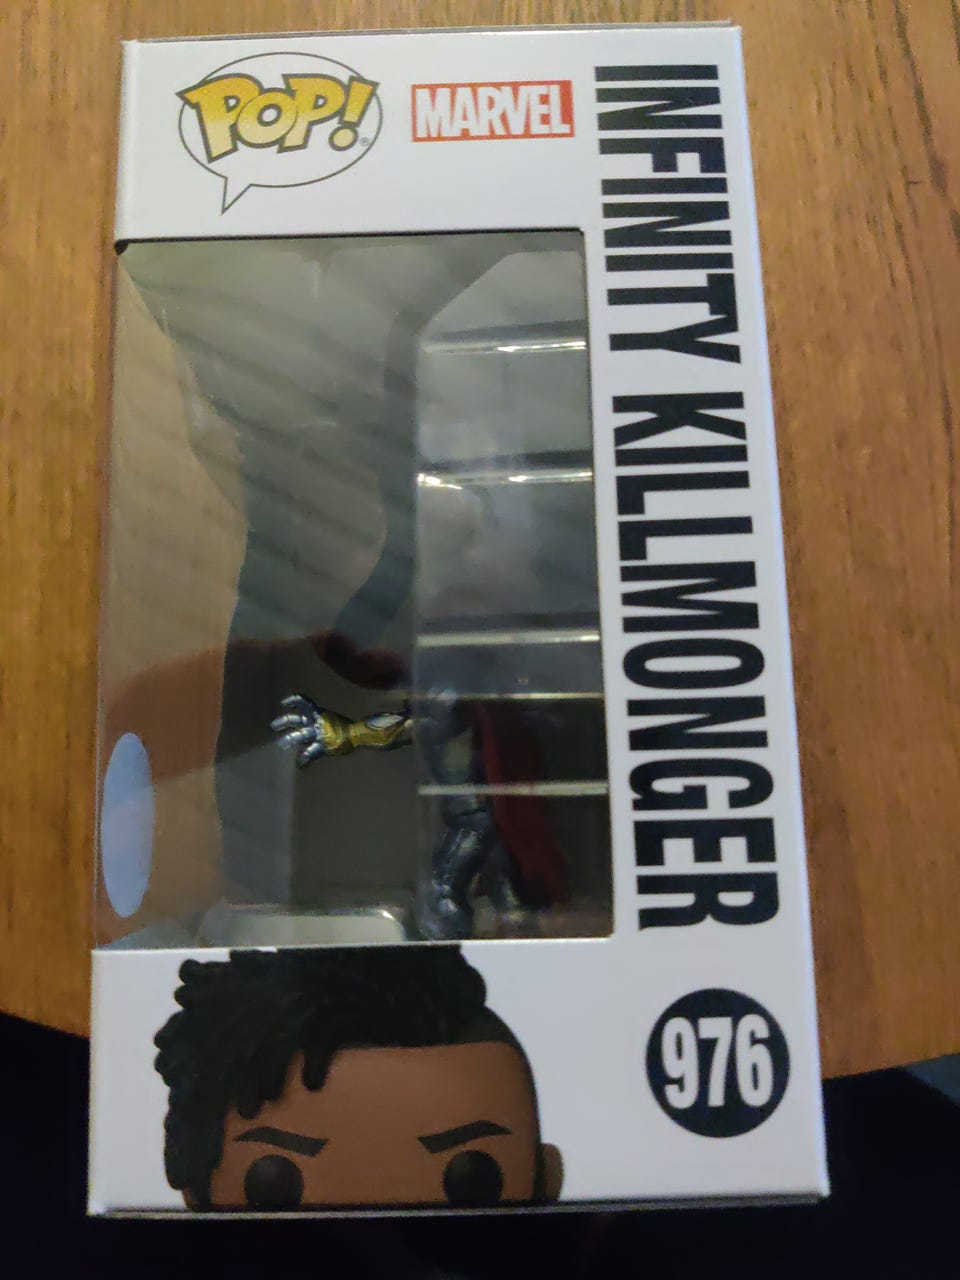 POP!
MARVEL
INFINITY KILLMONGER
976